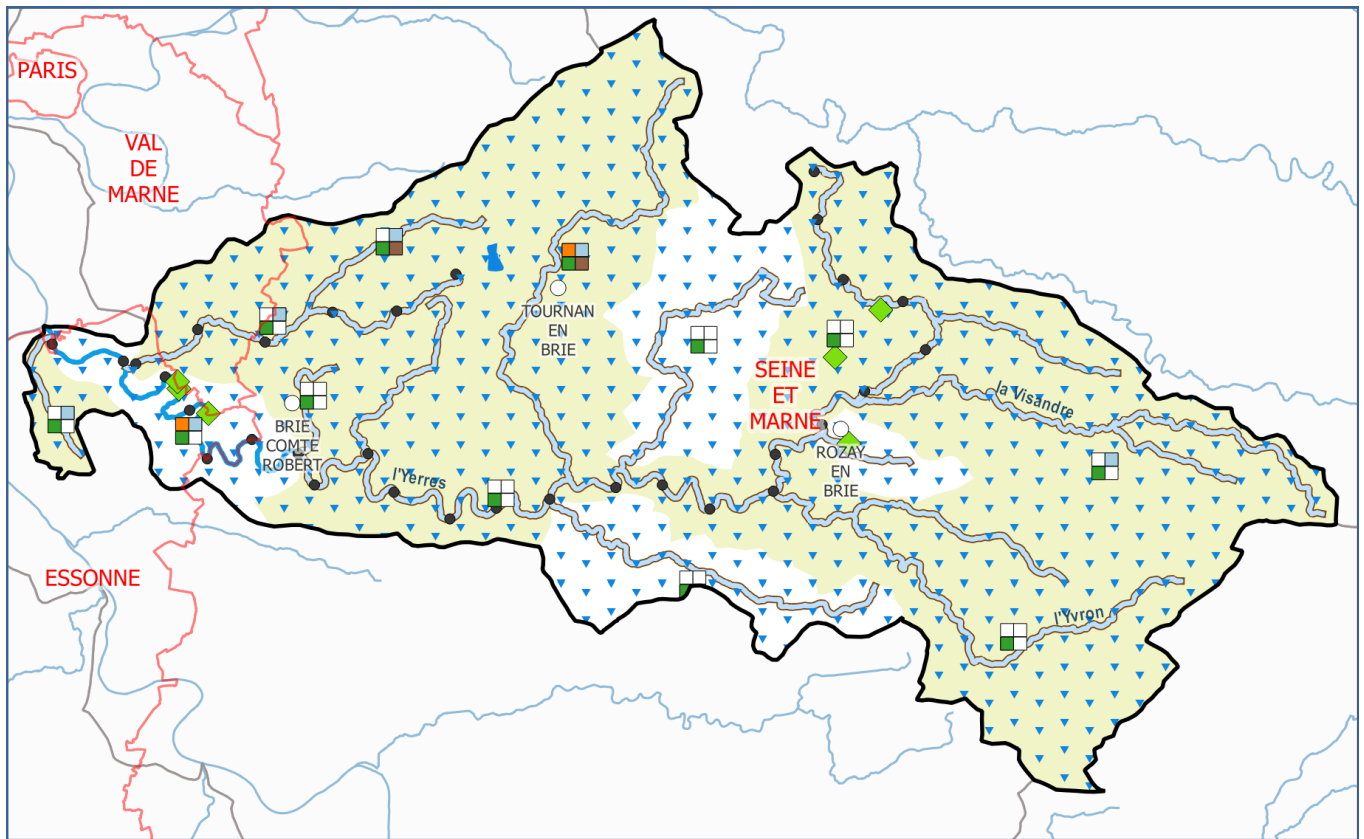 PARIS
VAL
DE
MARNE
TOURNAN
EN
BRIE
SEINE
ET
MARNE
la Visandre
BRIE
COMTE
ROBERT
l'Yerres
ROZAY
EN
BRIE
ESSONNE
l'Yvron